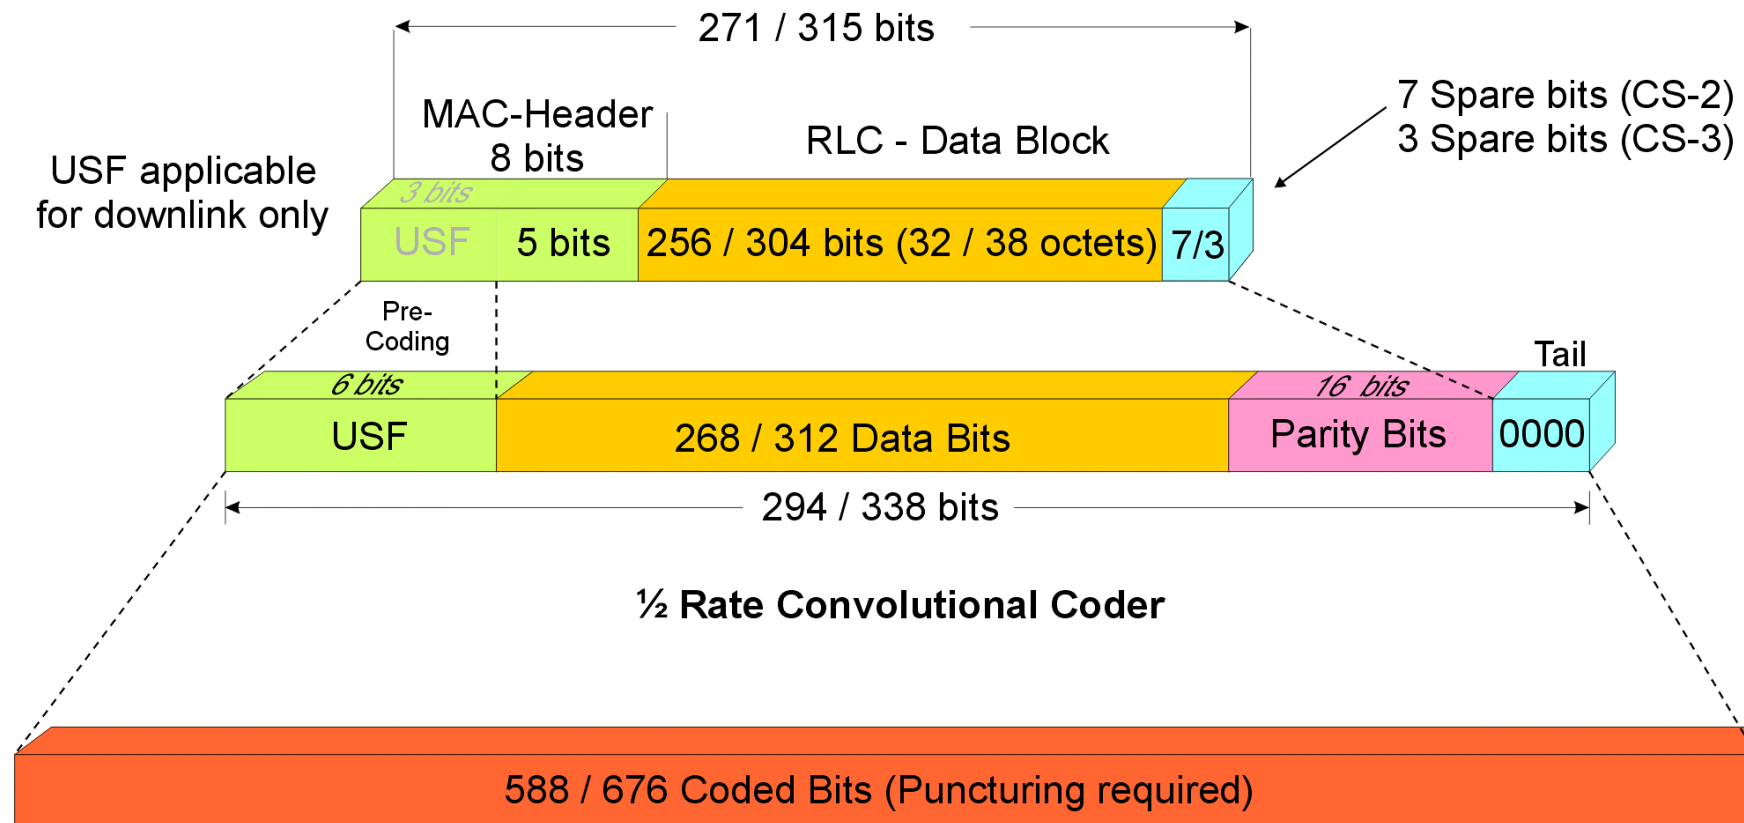 271 / 315 bits
MAC-Header
8 bits
RLC - Data Block
7 Spare bits (CS-2)
3 Spare bits (CS-3)
USF applicable
for downlink only
3 bits
USF
5 bits
256 / 304 bits (32 / 38 octets)
7/3
Pre-
Coding
Tail
6 bits
16 bits
USF
268 / 312 Data Bits
Parity Bits
0000
294 / 338 bits
½ Rate Convolutional Coder
588 / 676 Coded Bits (Puncturing required)